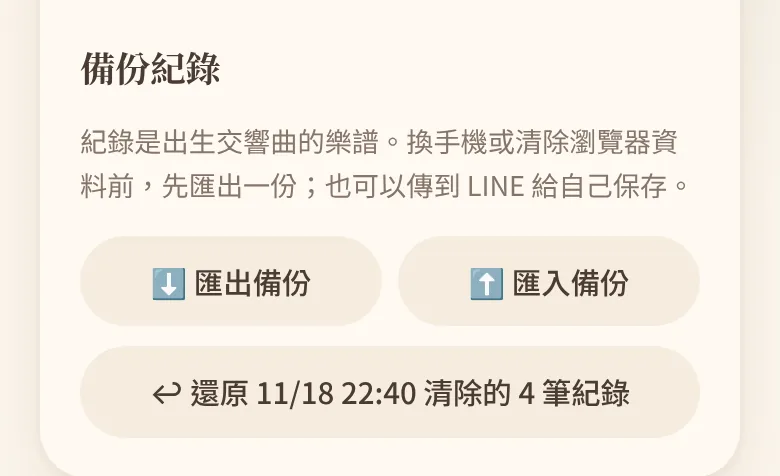 備份紀錄
紀錄是出生交響曲的樂譜。換手機或清除瀏覽器資
料前，先匯出一份；也可以傳到 LINE 給自己保存。
⬇️ 匯出備份
⬆️ 匯入備份
↩ 還原 11/18 22:40 清除的 4 筆紀錄